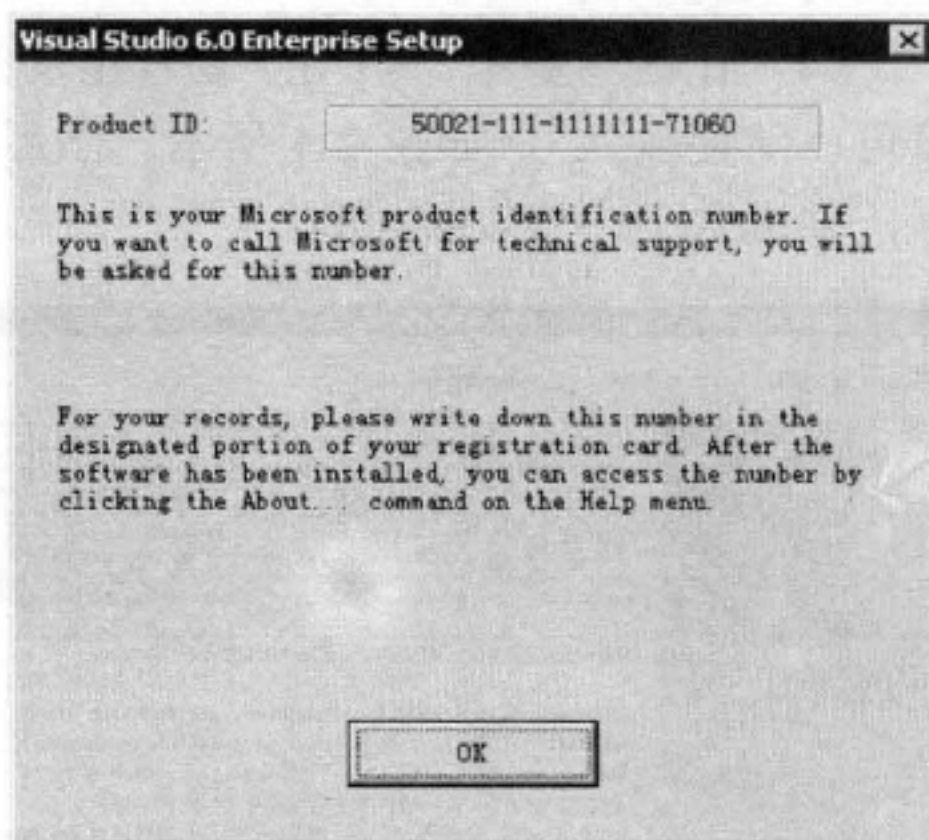 Visual Studio 6.0 Enterprise Setup
Product ID: 50021-111-1111111-71060
This is your Microsoft product identification number. If
you want to call Microsoft for technical support, you will
be asked for this number.
For your records, please write down this number in the
designated portion of your registration card. After the
software has been installed, you can access the number by
clicking the About... command on the Help menu.
OK